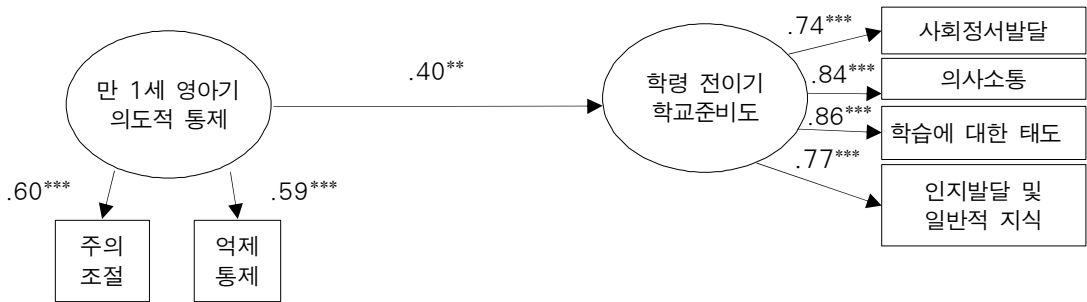 만 1세 영아기
의도적 통제
.60***
.59***
주의
조절
억제
통제
.40**
학령 전이기
학교준비도
.74***
.84***
.86***
.77***
사회정서발달
의사소통
학습에 대한 태도
인지발달 및
일반적 지식